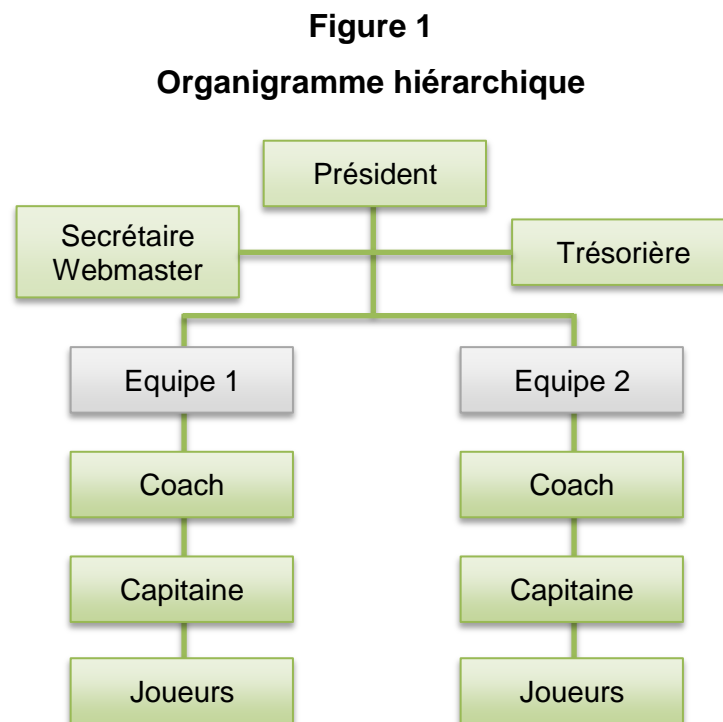 Figure 1
Organigramme hiérarchique
Président
Secrétaire
Webmaster
Trésorière
Equipe 1
Equipe 2
Coach
Coach
Capitaine
Capitaine
Joueurs
Joueurs